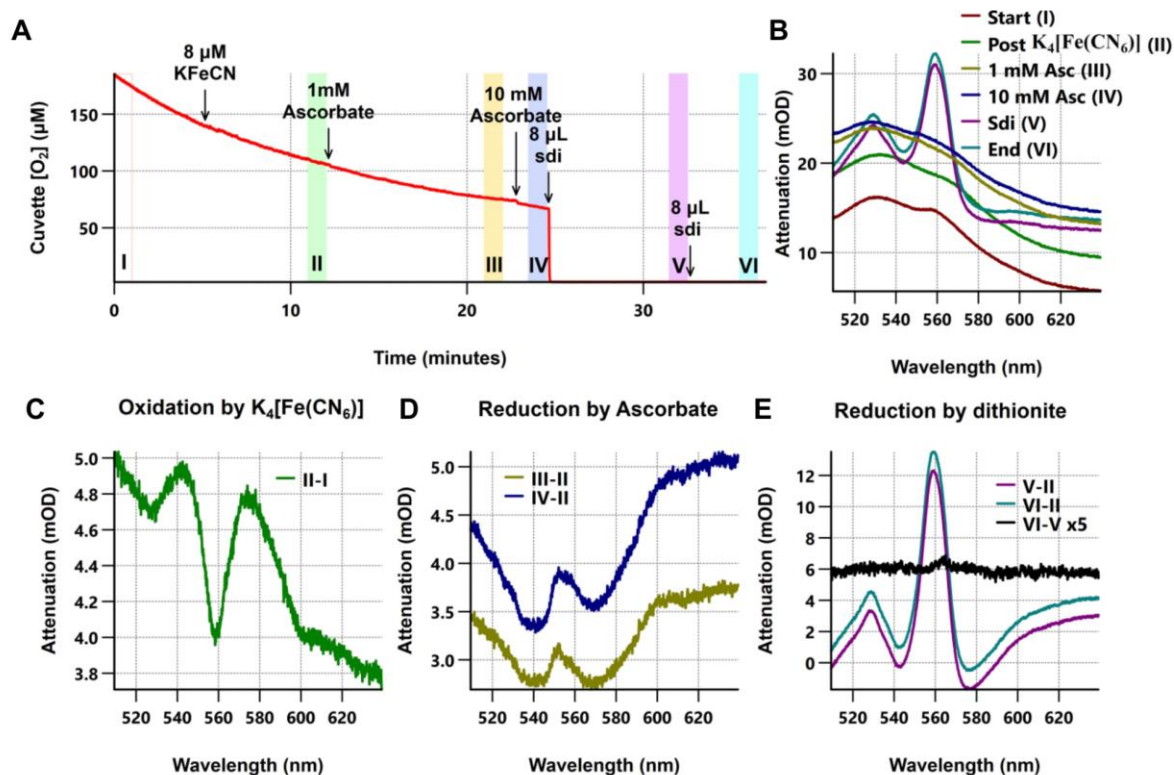 A
8 µM
KFeCN
1mM
Ascorbate
10 mM
Ascorbate
8 µL
sdi
8 µL
sdi
Cuvette [O₂] (µM)
150
100
50
I
II
III
IV
V
VI
0
10
20
30
Time (minutes)
B
Start (I)
Post K₄[Fe(CN₆)] (II)
1 mM Asc (III)
10 mM Asc (IV)
Sdi (V)
End (VI)
Attenuation (mOD)
30
20
10
520 540 560 580 600 620
Wavelength (nm)
C Oxidation by K₄[Fe(CN₆)]
II-I
Attenuation (mOD)
5.0
4.8
4.6
4.4
4.2
4.0
3.8
520 540 560 580 600 620
Wavelength (nm)
D Reduction by Ascorbate
III-II
IV-II
Attenuation (mOD)
5.0
4.5
4.0
3.5
3.0
520 540 560 580 600 620
Wavelength (nm)
E Reduction by dithionite
V-II
VI-II
VI-V x5
Attenuation (mOD)
12
10
8
6
4
2
0
520 540 560 580 600 620
Wavelength (nm)